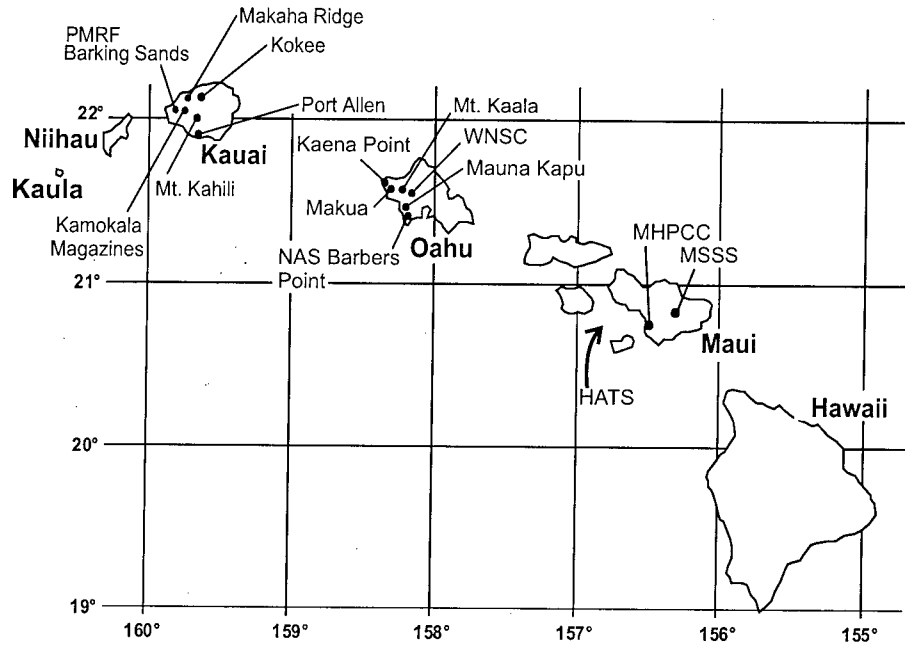 Makaha Ridge
PMRF
Barking Sands
Kokee
22°
Port Allen
Mt. Kaala
Niihau
Kauai
Kaena Point
WNSC
Mauna Kapu
Kaula
Mt. Kahili
Makua
Kamokala
Magazines
NAS Barbers
Point
Oahu
MHPCC
MSSS
21°
Maui
HATS
Hawaii
20°
19°
160°
159°
158°
157°
156°
155°